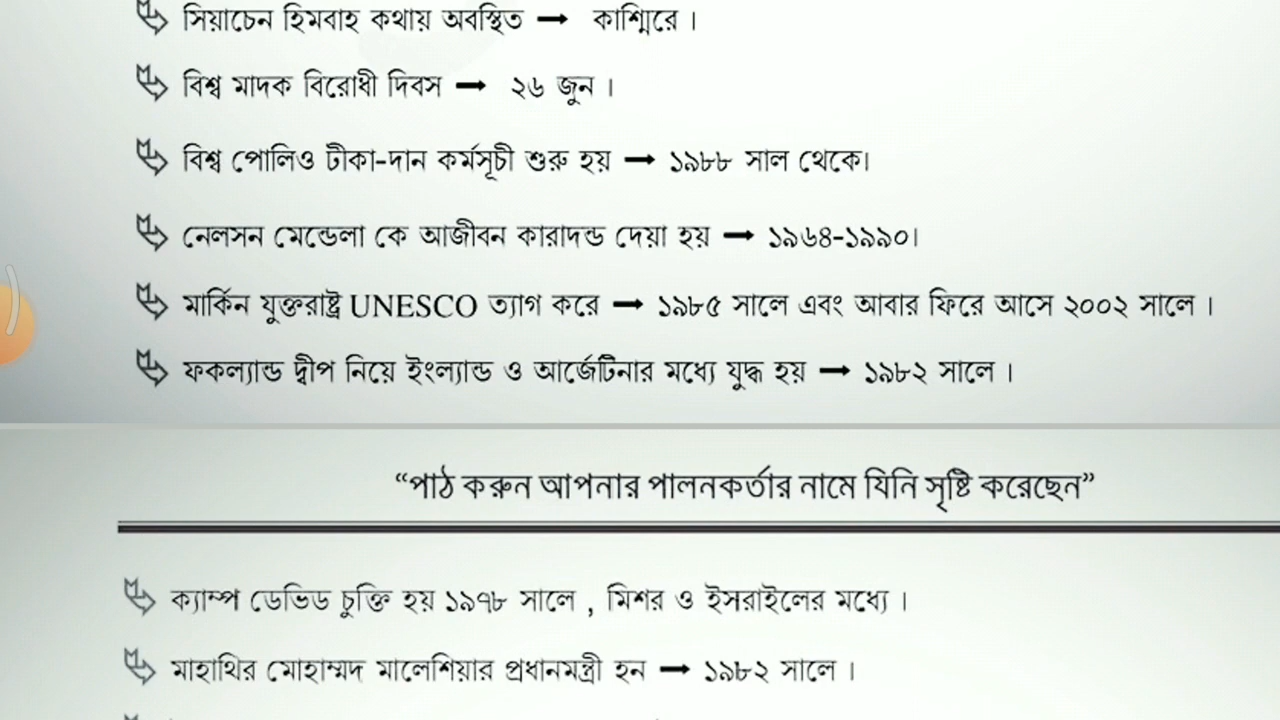 সিয়াচেন হিমবাহ কথায় অবস্থিত → কাশ্মিরে ।
বিশ্ব মাদক বিরোধী দিবস → ২৬ জুন ।
বিশ্ব পোলিও টীকা-দান কর্মসূচী শুরু হয় → ১৯৮৮ সাল থেকে।
নেলসন মেন্ডেলা কে আজীবন কারাদন্ড দেয়া হয় → ১৯৬৪-১৯৯০।
মার্কিন যুক্তরাষ্ট্র UNESCO ত্যাগ করে → ১৯৮৫ সালে এবং আবার ফিরে আসে ২০০২ সালে ।
ফকল্যান্ড দ্বীপ নিয়ে ইংল্যান্ড ও আর্জেটিনার মধ্যে যুদ্ধ হয় → ১৯৮২ সালে ।
“পাঠ করুন আপনার পালনকর্তার নামে যিনি সৃষ্টি করেছেন”
ক্যাম্প ডেভিড চুক্তি হয় ১৯৭৮ সালে , মিশর ও ইসরাইলের মধ্যে ।
মাহাথির মোহাম্মদ মালেশিয়ার প্রধানমন্ত্রী হন → ১৯৮২ সালে ।